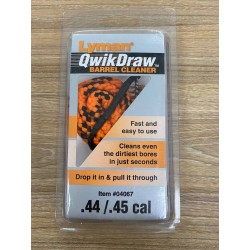 Lyman
QwikDraw™
BARREL CLEANER
Fast and
easy to use
Cleans even
the dirtiest bores
in just seconds
Drop it in & pull it through
Item #04067
.44/.45 cal